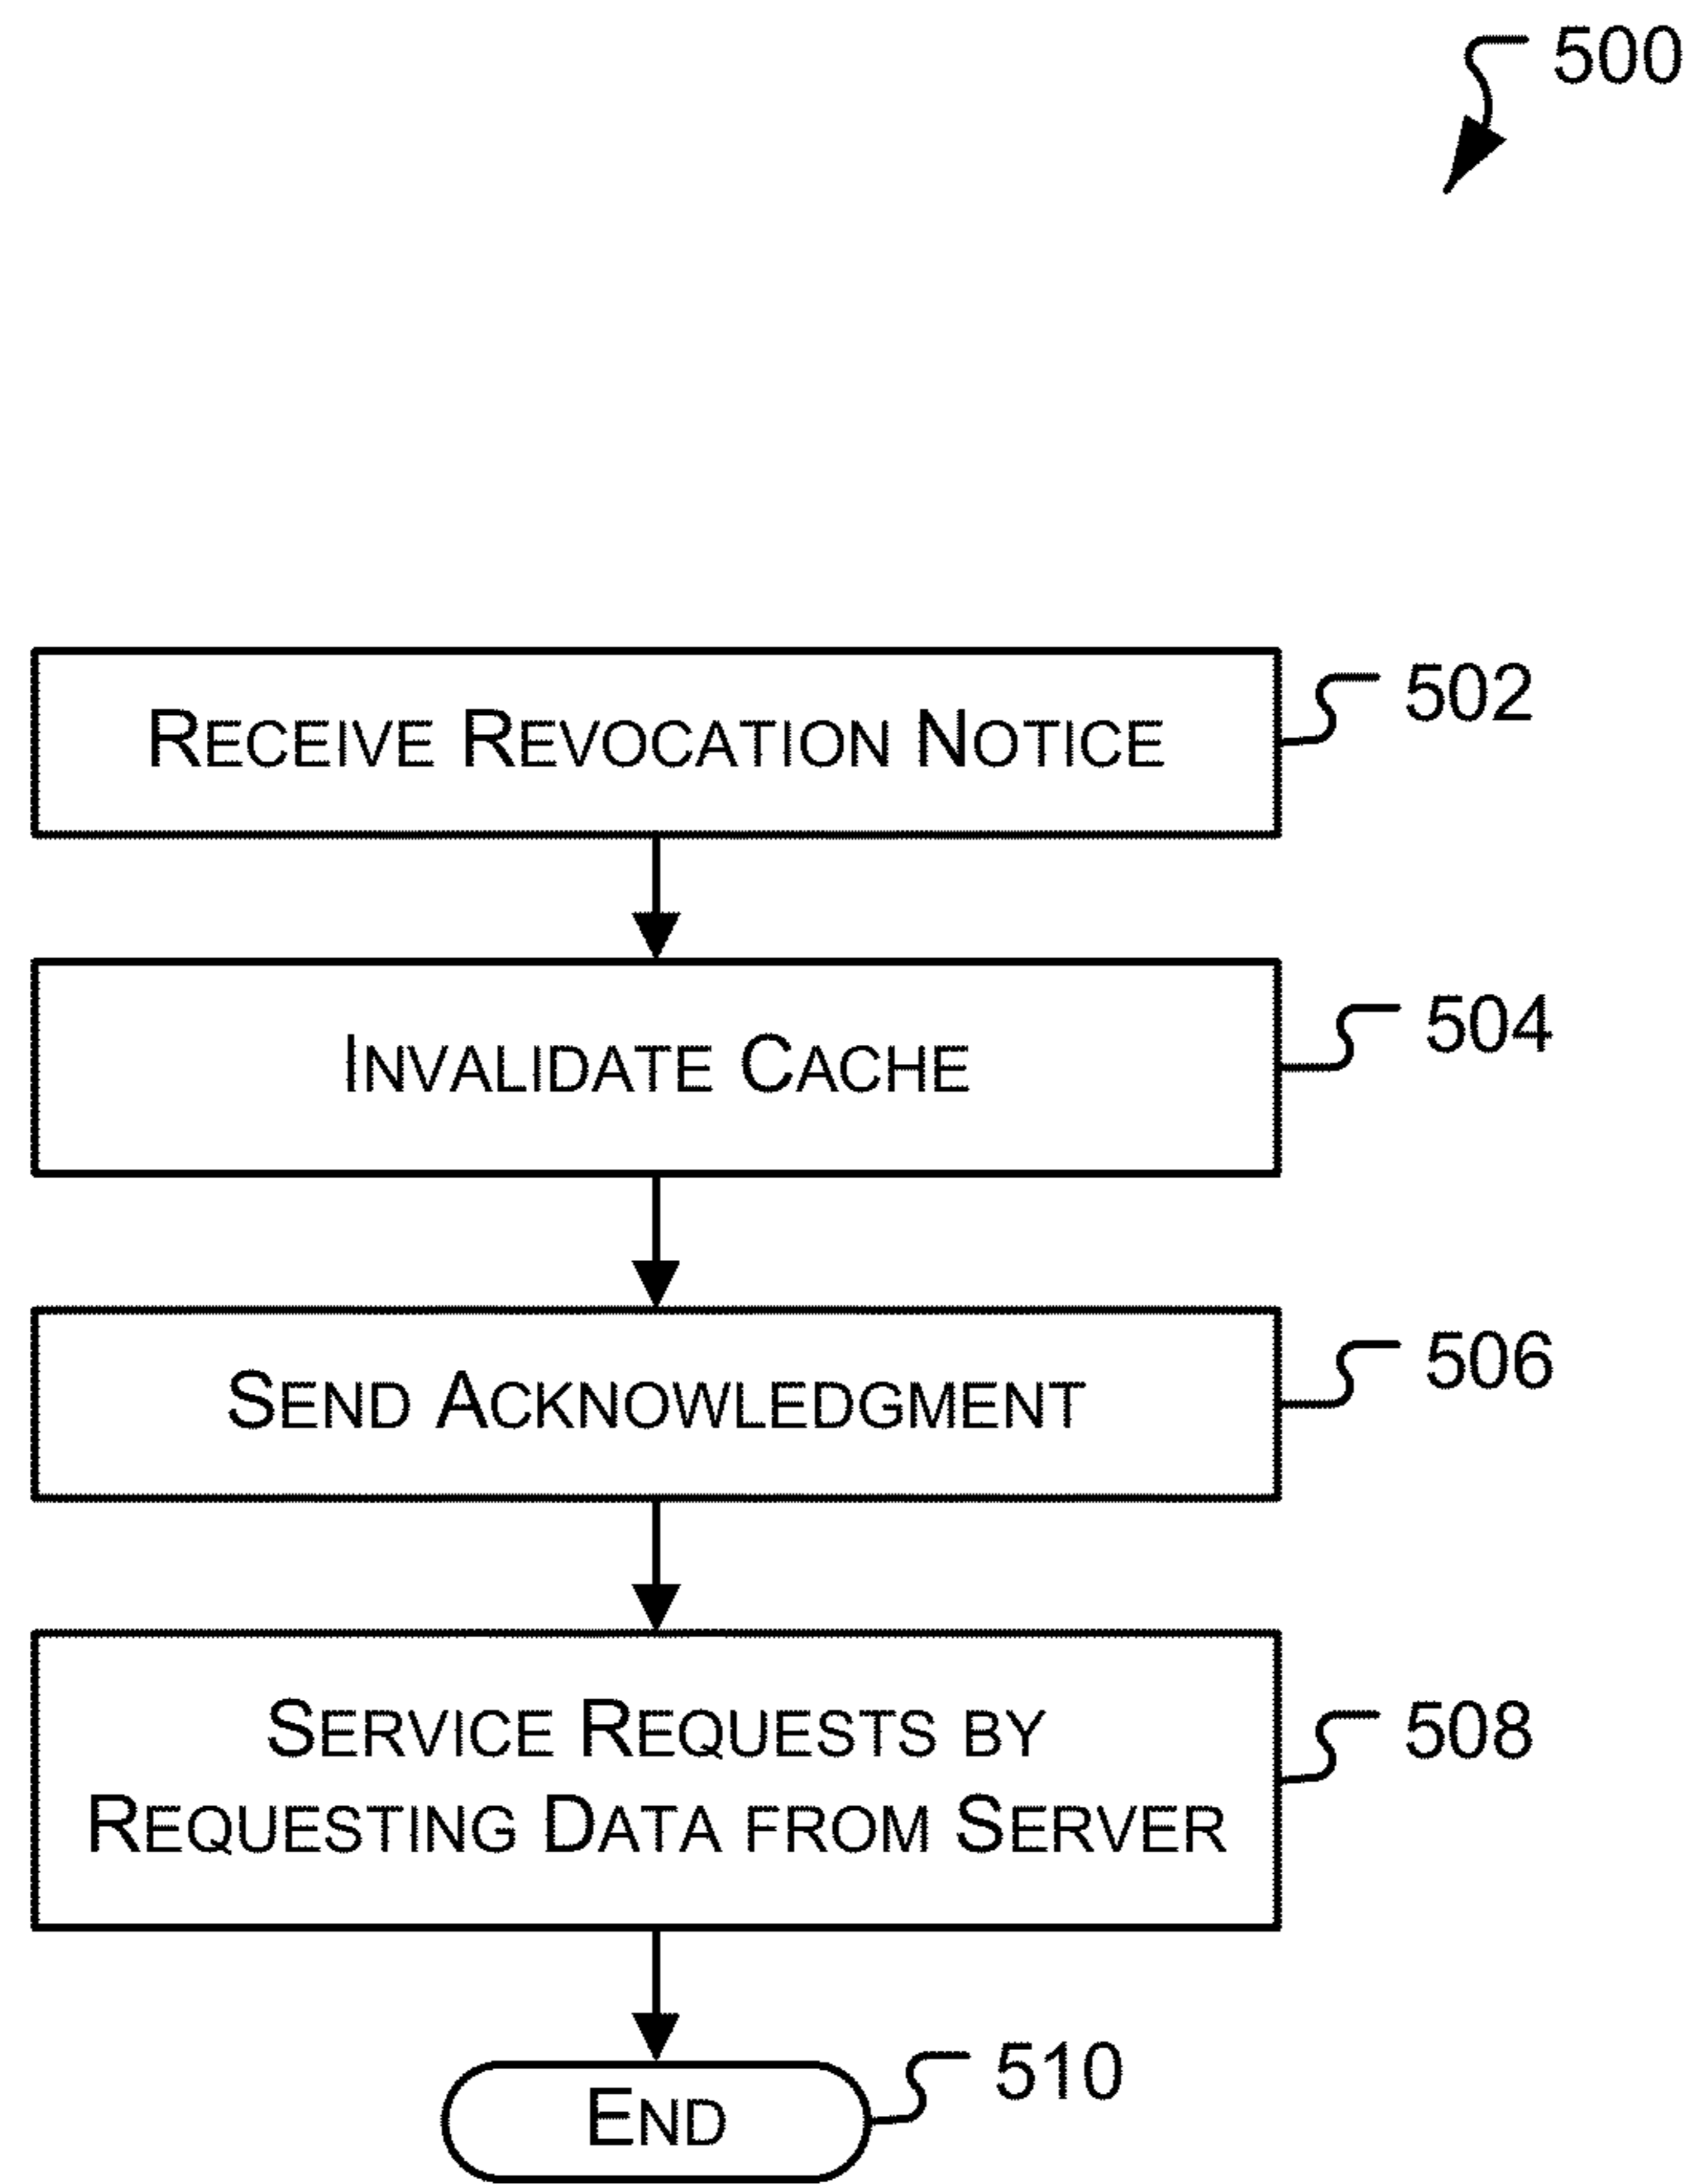 500
RECEIVE REVOCATION NOTICE
502
INVALIDATE CACHE
504
SEND ACKNOWLEDGMENT
506
SERVICE REQUESTS BY
REQUESTING DATA FROM SERVER
508
END
510